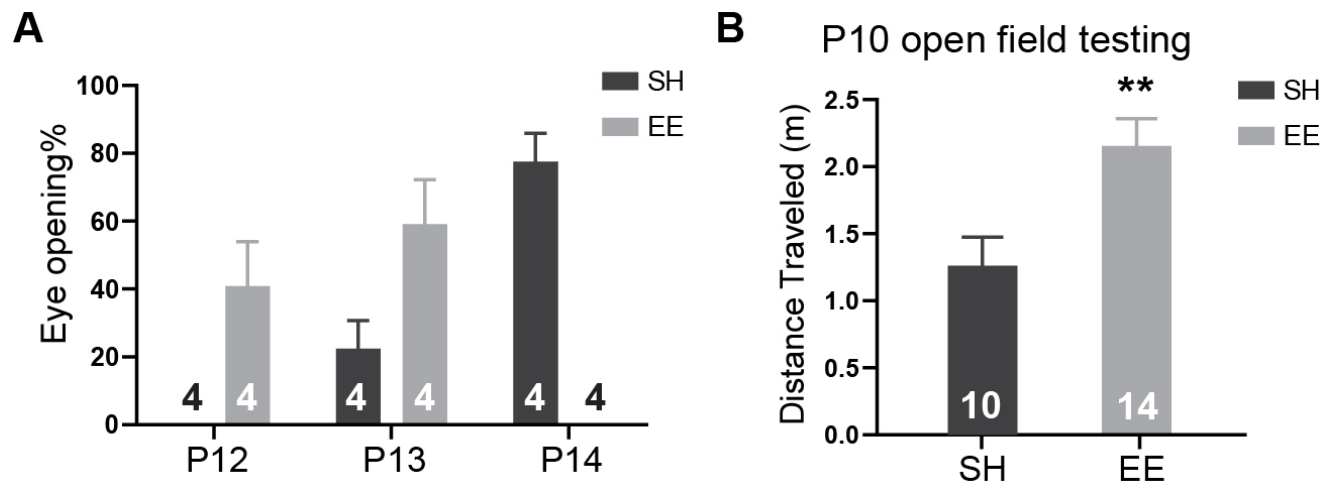 A
SH
EE
Eye opening%
100
80
60
40
20
0
4
4
4
4
4
4
P12
P13
P14
B
P10 open field testing
**
SH
EE
Distance Traveled (m)
2.5
2.0
1.5
1.0
0.5
0.0
10
14
SH
EE